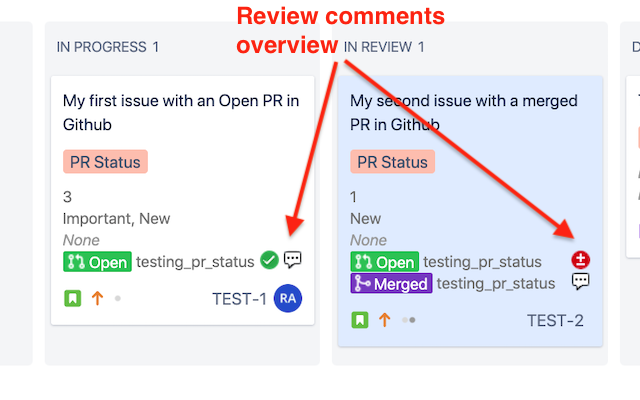 Review comments
overview
IN PROGRESS 1
My first issue with an Open PR in
Github
PR Status
3
Important, New
None
Open testing_pr_status
TEST-1 RA
IN REVIEW 1
My second issue with a merged
PR in Github
PR Status
1
New
None
Open testing_pr_status
Merged testing_pr_status
TEST-2
D